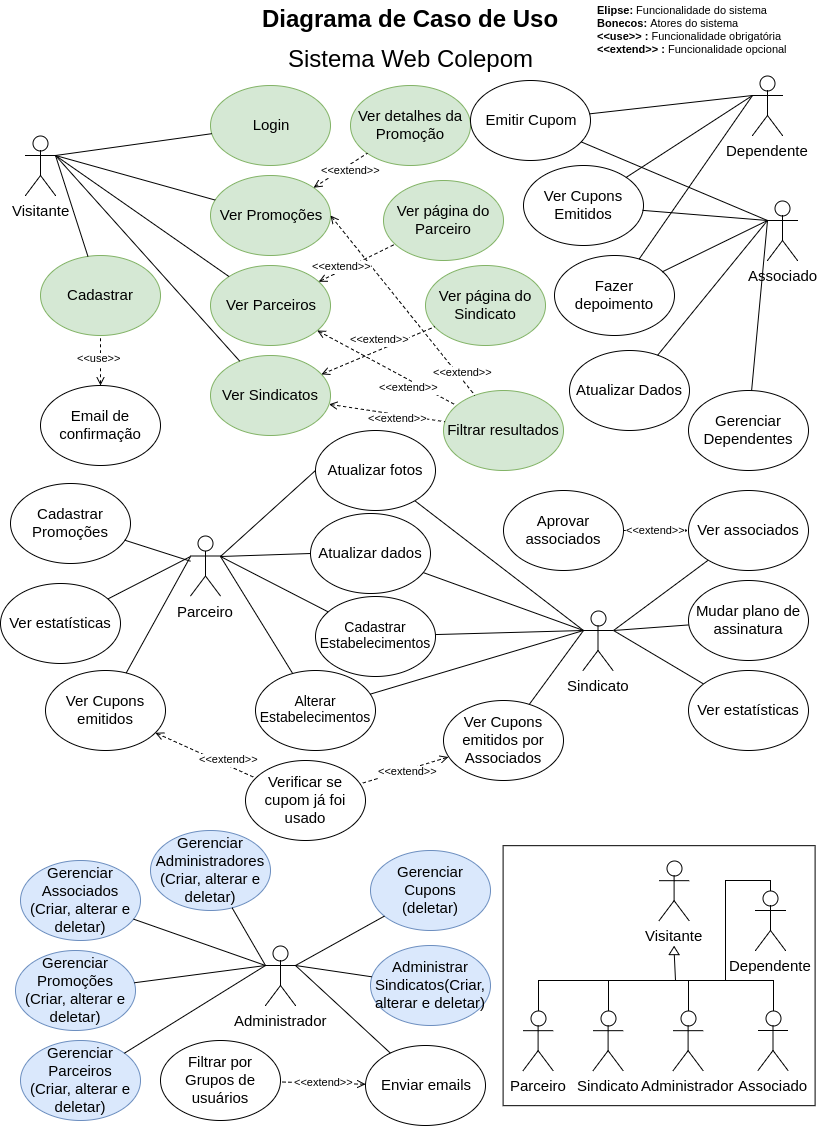 Diagrama de Caso de Uso
Sistema Web Colepom
Elipse: Funcionalidade do sistema
Bonecos: Atores do sistema
<<use>> : Funcionalidade obrigatória
<<extend>> : Funcionalidade opcional
Visitante
Login
Ver detalhes da
Promoção
<<extend>>
Emitir Cupom
Dependente
Ver Promoções
Ver página do
Parceiro
Ver Cupons
Emitidos
Associado
Cadastrar
<<extend>>
Ver Parceiros
Ver página do
Sindicato
Fazer
depoimento
<<use>>
<<extend>>
<<extend>>
<<extend>>
Ver Sindicatos
Atualizar Dados
Email de
confirmação
<<extend>>
Filtrar resultados
Gerenciar
Dependentes
Atualizar fotos
Cadastrar
Promoções
Aprovar
associados
<<extend>>
Ver associados
Atualizar dados
Parceiro
Ver estatísticas
Cadastrar
Estabelecimentos
Mudar plano de
assinatura
Sindicato
Ver Cupons
emitidos
Alterar
Estabelecimentos
Ver Cupons
emitidos por
Associados
Ver estatísticas
<<extend>>
<<extend>>
Verificar se
cupom já foi
usado
Gerenciar
Administradores
(Criar, alterar e
deletar)
Gerenciar
Associados
(Criar, alterar e
deletar)
Gerenciar
Cupons
(deletar)
Gerenciar
Promoções
(Criar, alterar e
deletar)
Administrador
Administrar
Sindicatos(Criar,
alterar e deletar)
Gerenciar
Parceiros
(Criar, alterar e
deletar)
Filtrar por
Grupos de
usuários
<<extend>>
Enviar emails
Visitante
Dependente
Parceiro
Sindicato
Administrador
Associado